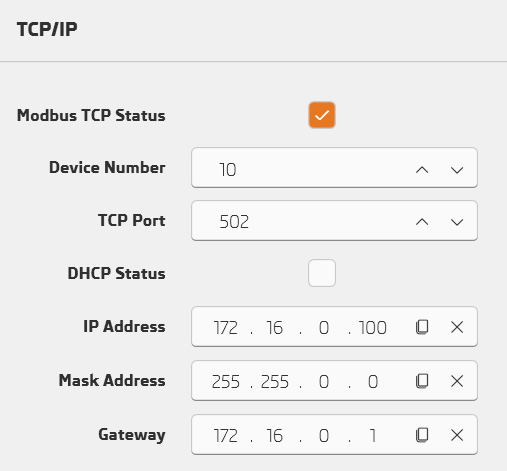 TCP/IP
Modbus TCP Status
Device Number 10
TCP Port 502
DHCP Status
IP Address 172 . 16 . 0 . 100
Mask Address 255 . 255 . 0 . 0
Gateway 172 . 16 . 0 . 1